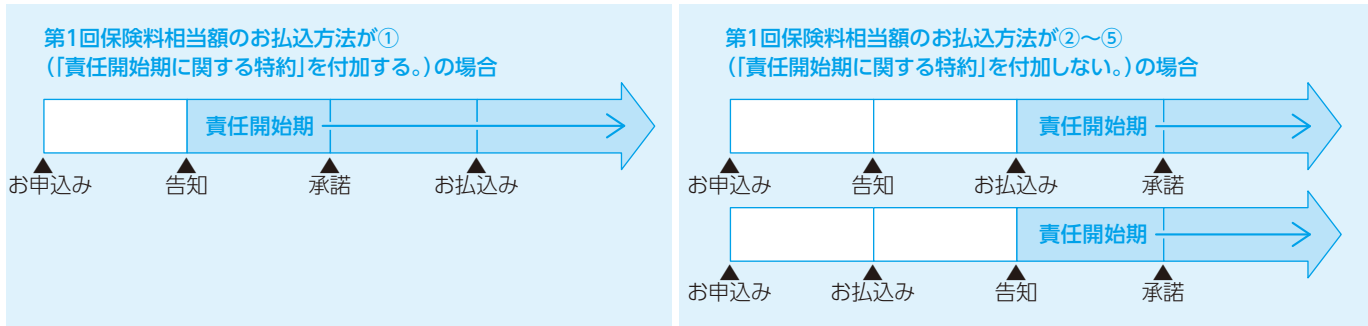 第1回保険料相当額のお払込方法が①
(「責任開始期に関する特約」を付加する。)の場合
責任開始期
お申込み 告知 承諾 お払込み
第1回保険料相当額のお払込方法が②〜⑤
(「責任開始期に関する特約」を付加しない。)の場合
責任開始期
お申込み 告知 お払込み 承諾
責任開始期
お申込み お払込み 告知 承諾